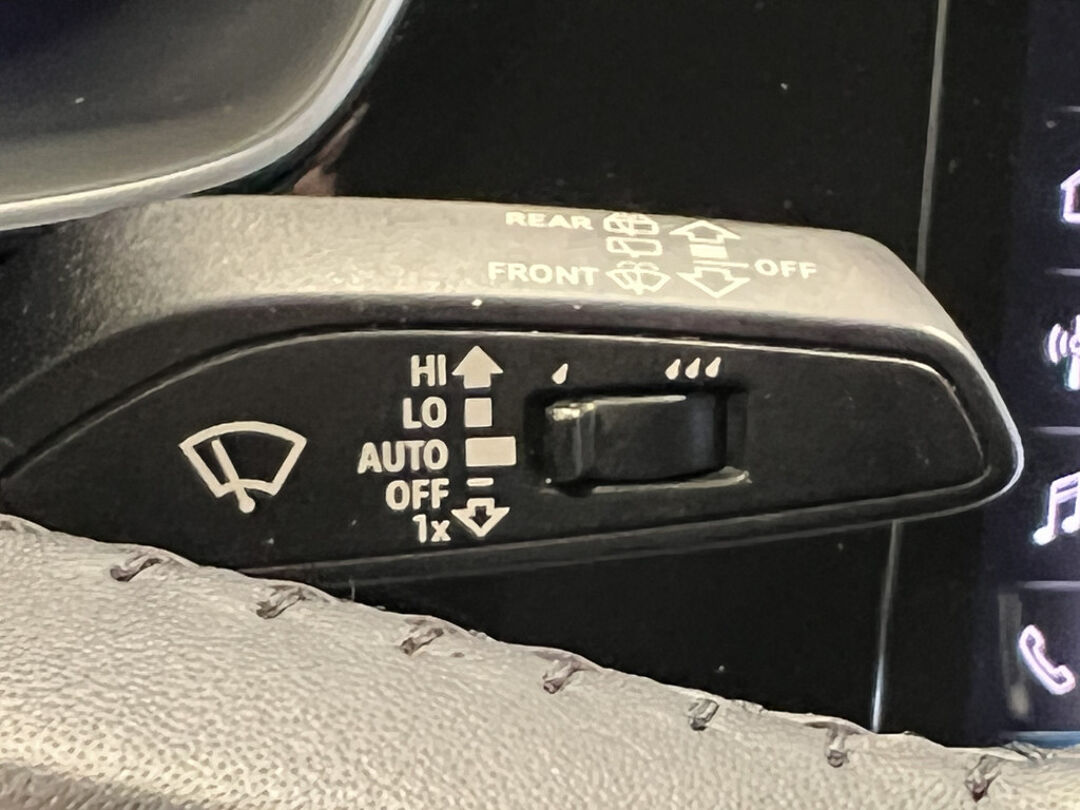 REAR
FRONT OFF
HI
LO
AUTO
OFF
1x